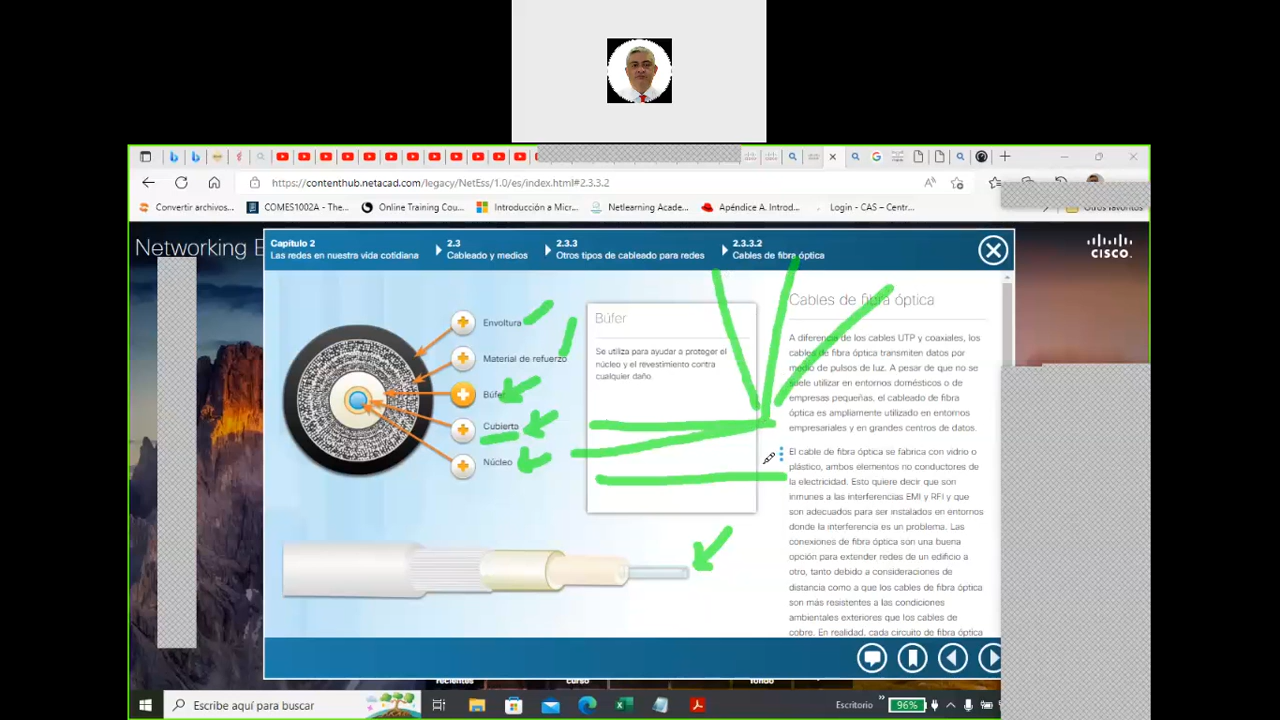 https://contenthub.netacad.com/legacy/NetEss/1.0/es/index.html#2.3.3.2
Convertir archivos...
COMES1002A - The...
Online Training Cou...
Introducción a Micr...
Netlearning Acade...
Apéndice A. Introd...
Login - CAS – Centr...
Otros favoritos
Networking E
Capítulo 2
Las redes en nuestra vida cotidiana
2.3
Cableado y medios
2.3.3
Otros tipos de cableado para redes
2.3.3.2
Cables de fibra óptica
CISCO
Envoltura
Material de refuerzo
Búfer
Cubierta
Núcleo
Búfer
Se utiliza para ayudar a proteger el
núcleo y el revestimiento contra
cualquier daño
Cables de fibra óptica
A diferencia de los cables UTP y coaxiales, los
cables de fibra óptica transmiten datos por
medio de pulsos de luz. A pesar de que no se
suele utilizar en entornos domésticos o de
empresas pequeñas, el cableado de fibra
óptica es ampliamente utilizado en entornos
empresariales y en grandes centros de datos.
El cable de fibra óptica se fabrica con vidrio o
plástico, ambos elementos no conductores de
la electricidad. Esto quiere decir que son
inmunes a las interferencias EMI y RFI y que
son adecuados para ser instalados en entornos
donde la interferencia es un problema. Las
conexiones de fibra óptica son una buena
opción para extender redes de un edificio a
otro, tanto debido a consideraciones de
distancia como a que los cables de fibra óptica
son más resistentes a las condiciones
ambientales exteriores que los cables de
cobre. En realidad, cada circuito de fibra óptica
recientes
curso
fondo
Escribe aquí para buscar
Escritorio
96%